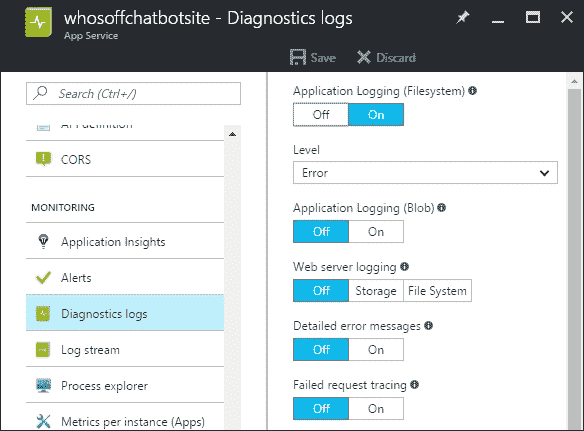 whosoffchatbotsite - Diagnostics logs
App Service
Save Discard
Search (Ctrl+/)
API definition
CORS
MONITORING
Application Insights
Alerts
Diagnostics logs
Log stream
Process explorer
Metrics per instance (Apps)
Application Logging (Filesystem)
Off On
Level
Error
Application Logging (Blob)
Off On
Web server logging
Off Storage File System
Detailed error messages
Off On
Failed request tracing
Off On